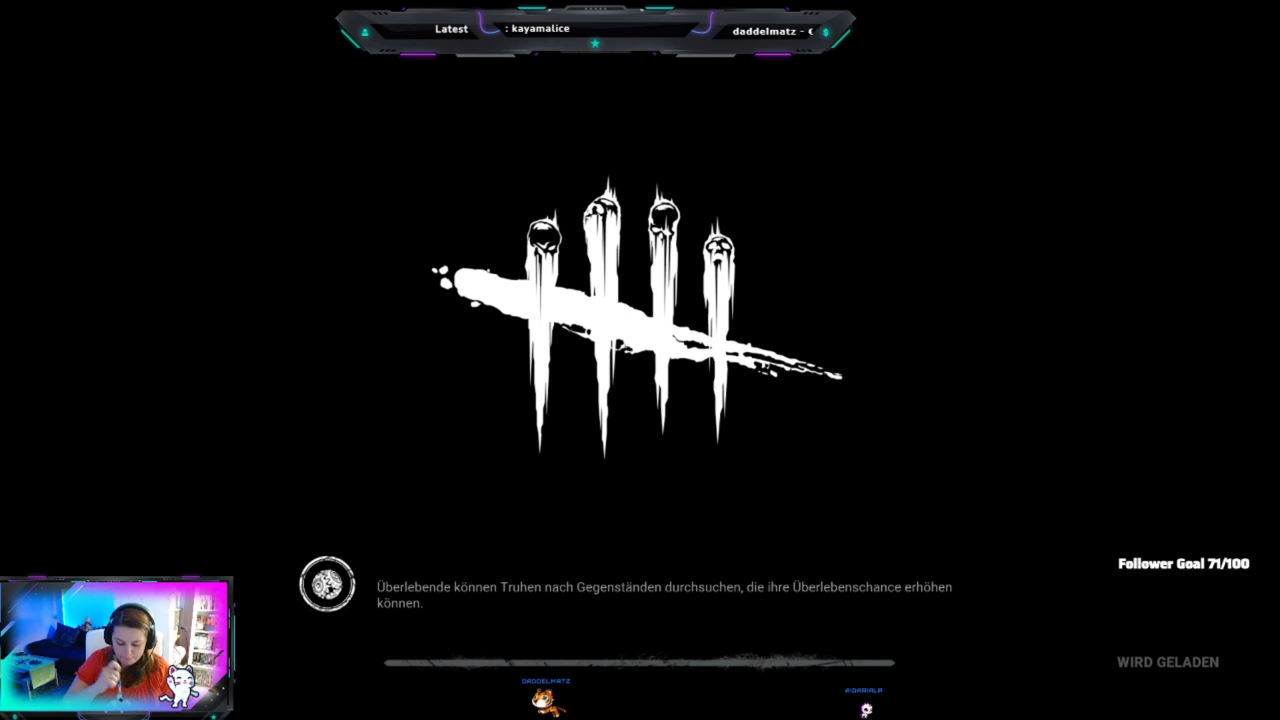 Latest : kayamalice
daddelmatz -
Follower Goal 71/100
Überlebende können Truhen nach Gegenständen durchsuchen, die ihre Überlebenschance erhöhen
können.
WIRD GELADEN
DADDELMATZ